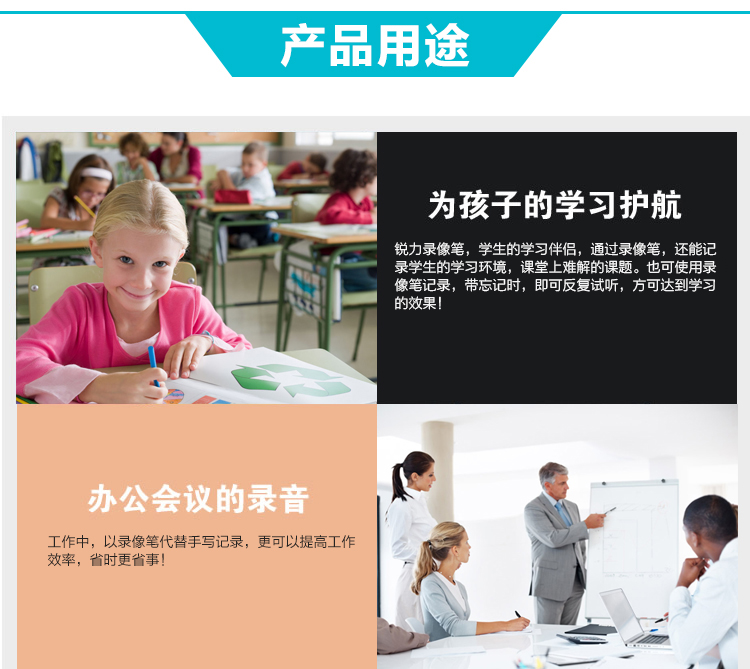 产品用途
为孩子的学习护航
锐力录像笔，学生的学习伴侣，通过录像笔，还能记
录学生的学习环境，课堂上难解的课题。也可使用录
像笔记录，带忘记时，即可反复试听，方可达到学习
的效果！
办公会议的录音
工作中，以录像笔代替手写记录，更可以提高工作
效率，省时更省事！